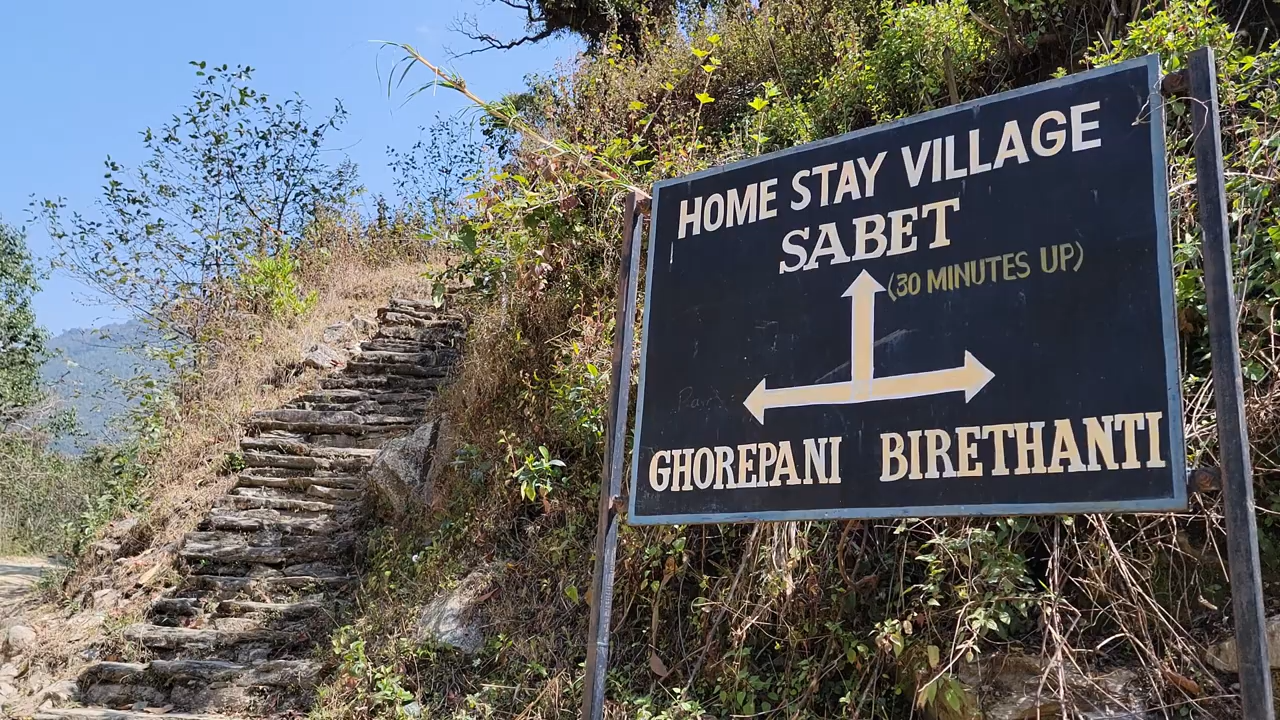 HOME STAY VILLAGE
SABET
(30 MINUTES UP)
GHOREPANI BIRETHANTI